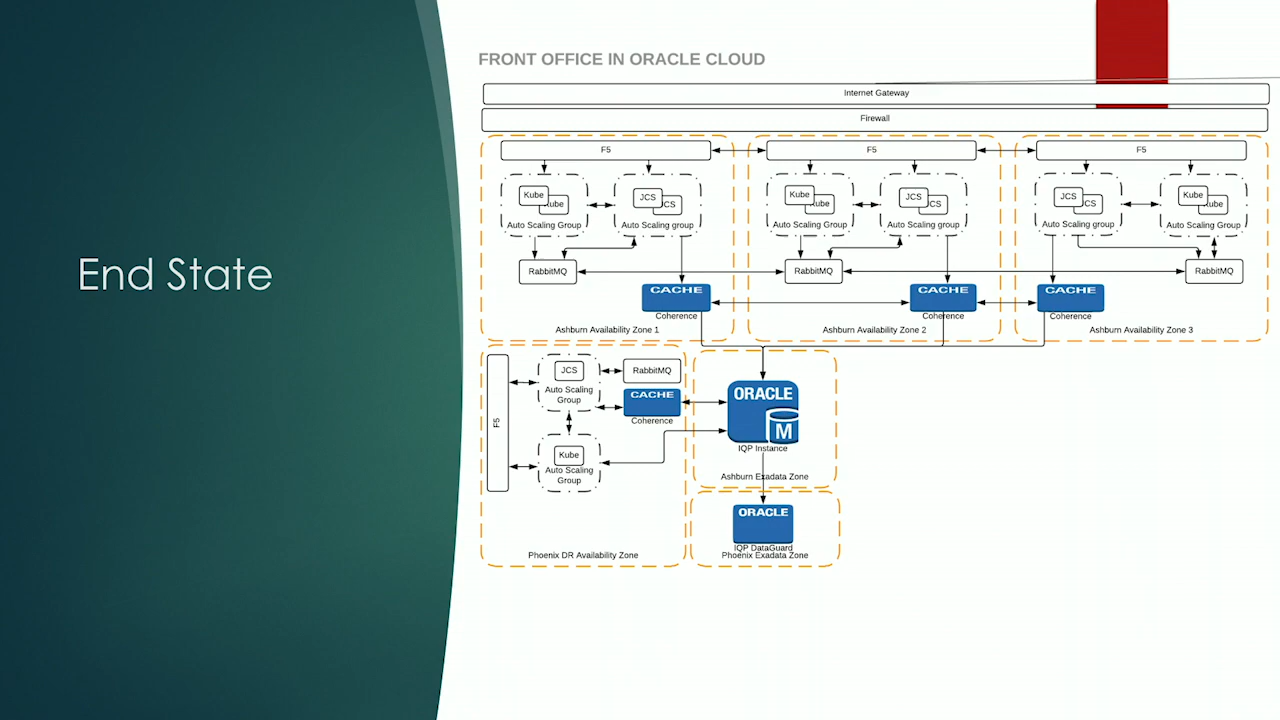 End State
FRONT OFFICE IN ORACLE CLOUD
Internet Gateway
Firewall
F5
Kube
Kube
Auto Scaling Group
JCS
JCS
Auto Scaling group
RabbitMQ
CACHE
Coherence
Ashburn Availability Zone 1
F5
Kube
Kube
Auto Scaling Group
JCS
JCS
Auto Scaling group
RabbitMQ
CACHE
Coherence
Ashburn Availability Zone 2
F5
JCS
JCS
Auto Scaling group
Kube
Kube
Auto Scaling Group
RabbitMQ
CACHE
Coherence
Ashburn Availability Zone 3
F5
JCS
Auto Scaling
Group
RabbitMQ
CACHE
Coherence
Kube
Auto Scaling
Group
Phoenix DR Availability Zone
ORACLE
M
IQP Instance
Ashburn Exadata Zone
ORACLE
IQP DataGuard
Phoenix Exadata Zone